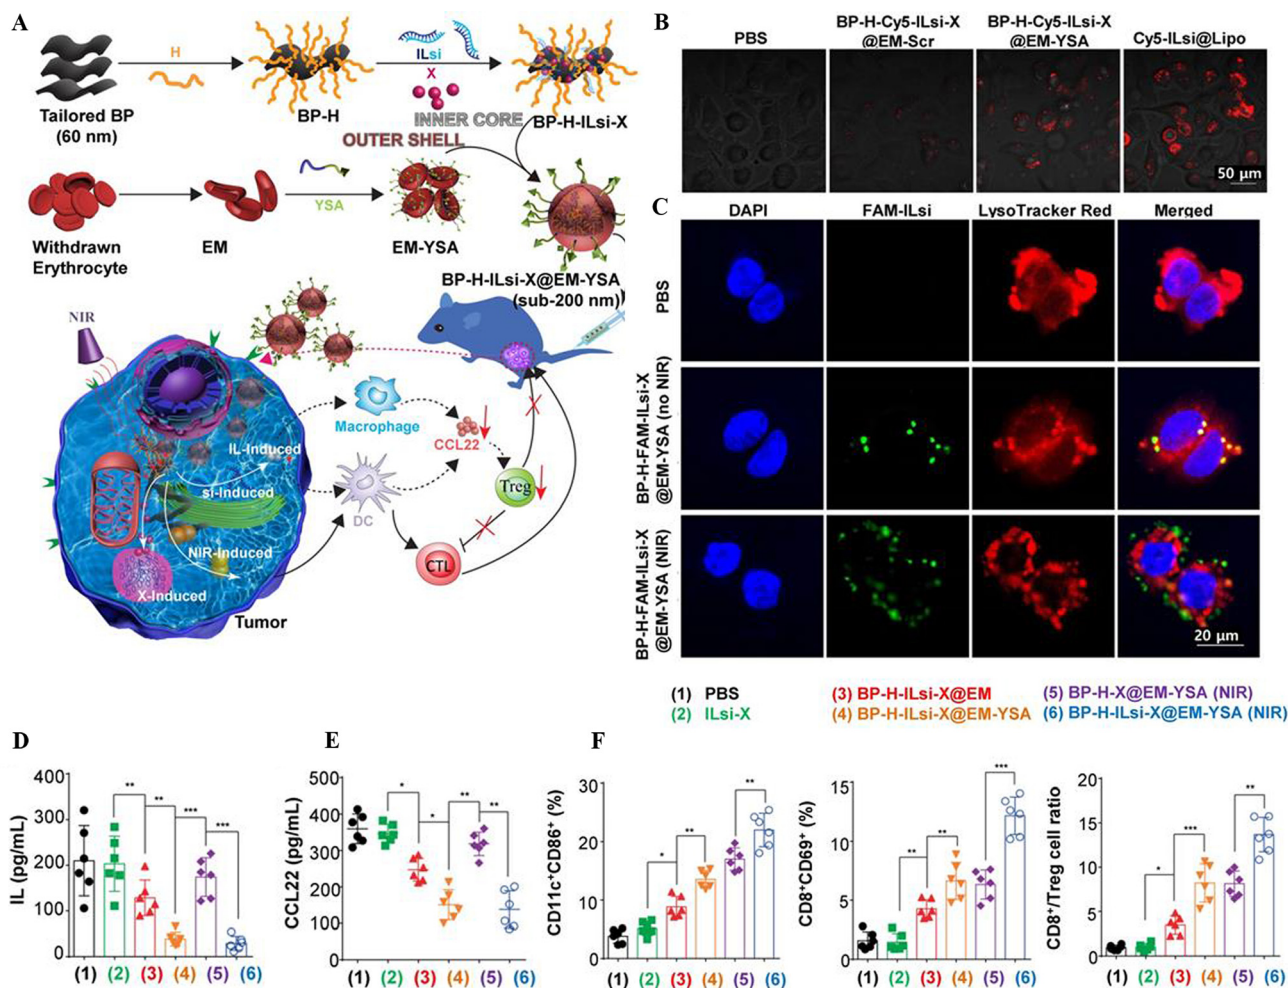 A
H
Tailored BP
(60 nm)
BP-H
ILsi
X
BP-H-ILsi-X
INNER CORE
OUTER SHELL
YSA
Withdrawn
Erythrocyte
EM
EM-YSA
BP-H-ILsi-X@EM-YSA
(sub-200 nm)
NIR
Macrophage
CCL22
IL-Induced
si-Induced
Treg
DC
NIR-Induced
CTL
X-Induced
Tumor
B
PBS
BP-H-Cy5-ILsi-X
@EM-Scr
BP-H-Cy5-ILsi-X
@EM-YSA
Cy5-ILsi@Lipo
50 µm
C
DAPI
FAM-ILsi
LysoTracker Red
Merged
PBS
BP-H-FAM-ILsi-X
@EM-YSA (no NIR)
BP-H-FAM-ILsi-X
@EM-YSA (NIR)
20 µm
(1) PBS
(2) ILsi-X
(3) BP-H-ILsi-X@EM
(4) BP-H-ILsi-X@EM-YSA
(5) BP-H-X@EM-YSA (NIR)
(6) BP-H-ILsi-X@EM-YSA (NIR)
D
IL (pg/mL)
400
300
200
100
0
** ** *** ***
(1) (2) (3) (4) (5) (6)
E
CCL22 (pg/mL)
500
400
300
200
100
0
* * ** **
(1) (2) (3) (4) (5) (6)
F
CD11c+CD86+ (%)
30
20
10
0
* ** **
(1) (2) (3) (4) (5) (6)
CD8+CD69+ (%)
15
10
5
0
** ** ***
(1) (2) (3) (4) (5) (6)
CD8+/Treg cell ratio
20
15
10
5
0
* *** **
(1) (2) (3) (4) (5) (6)